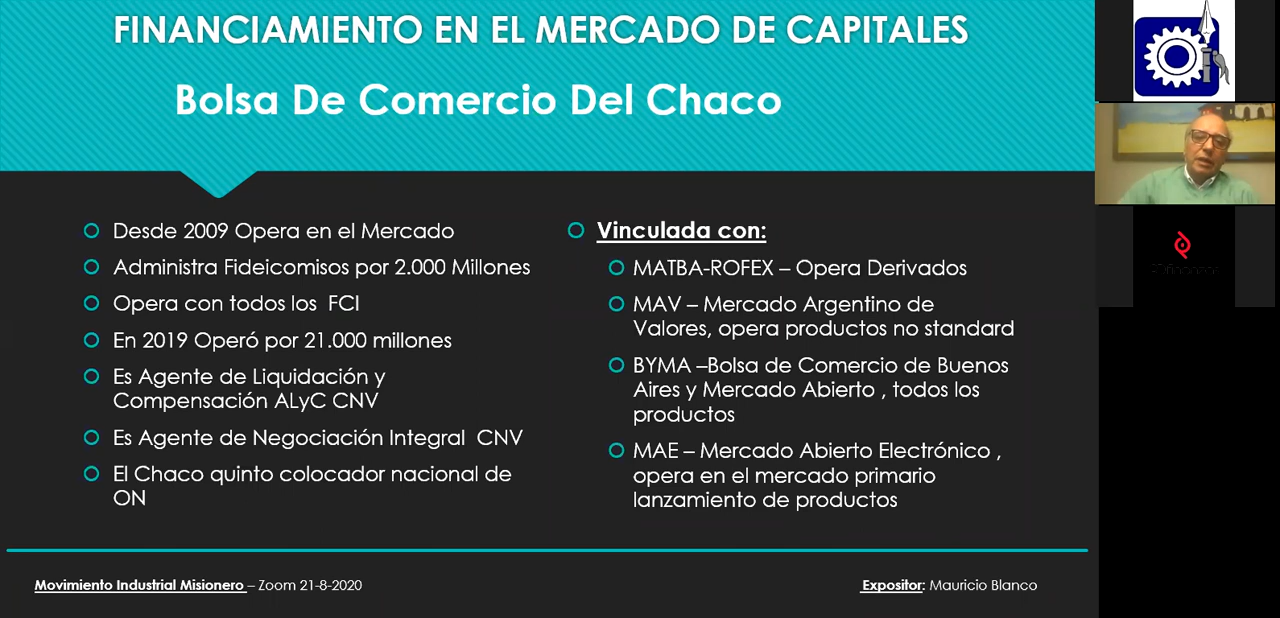 FINANCIAMIENTO EN EL MERCADO DE CAPITALES
Bolsa De Comercio Del Chaco
Desde 2009 Opera en el Mercado
Administra Fideicomisos por 2.000 Millones
Opera con todos los  FCI
En 2019 Operó por 21.000 millones
Es Agente de Liquidación y
Compensación ALyC CNV
Es Agente de Negociación Integral  CNV
El Chaco quinto colocador nacional de
ON
Vinculada con:
MATBA-ROFEX – Opera Derivados
MAV – Mercado Argentino de
Valores, opera productos no standard
BYMA –Bolsa de Comercio de Buenos
Aires y Mercado Abierto , todos los
productos
MAE – Mercado Abierto Electrónico ,
opera en el mercado primario
lanzamiento de productos
Movimiento Industrial Misionero – Zoom 21-8-2020
Expositor: Mauricio Blanco